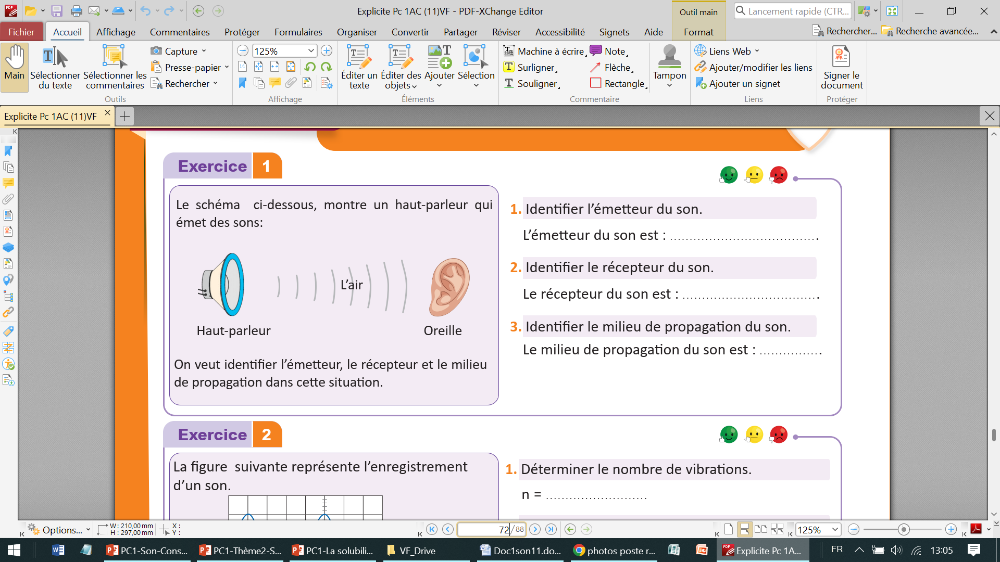 Explicite Pc 1AC (11)VF - PDF-XChange Editor
Outil main
Lancement rapide (CTR...
Fichier
Accueil
Affichage
Commentaires
Protéger
Formulaires
Organiser
Convertir
Partager
Réviser
Accessibilité
Signets
Aide
Format
Rechercher...
Recherche avancée...
Main
Sélectionner
du texte
Sélectionner les
commentaires
Capture
Presse-papier
Rechercher
Outils
125%
Affichage
Éditer un
texte
Éditer des
objets
Ajouter
Sélection
Éléments
Machine à écrire
Surligner
Souligner
Note
Flèche
Rectangle
Tampon
Commentaire
Liens Web
Ajouter/modifier les liens
Ajouter un signet
Liens
Signer le
document
Protéger
Explicite Pc 1AC (11)VF
Exercice 1
Le schéma ci-dessous, montre un haut-parleur qui
émet des sons:
L’air
Haut-parleur
Oreille
On veut identifier l’émetteur, le récepteur et le milieu
de propagation dans cette situation.
1. Identifier l’émetteur du son.
L’émetteur du son est : ......................................
2. Identifier le récepteur du son.
Le récepteur du son est : ...................................
3. Identifier le milieu de propagation du son.
Le milieu de propagation du son est : ................
Exercice 2
La figure suivante représente l’enregistrement
d’un son.
1. Déterminer le nombre de vibrations.
n = ..........................
Options...
W : 210,00 mm
H : 297,00 mm
X :
Y :
72/88
125%
PC1-Son-Cons...
PC1-Thème2-S...
PC1-La solubili...
VF_Drive
Doc1son11.do...
photos poste r...
Explicite Pc 1A...
FR
13:05